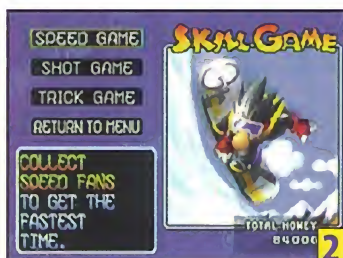 SPEED GAME
SHOT GAME
TRICK GAME
RETURN TO MENU
COLLECT
SPEED FANS
TO GET THE
FASTEST
TIME.
SKILL GAME
TOTAL MONEY
84000
2